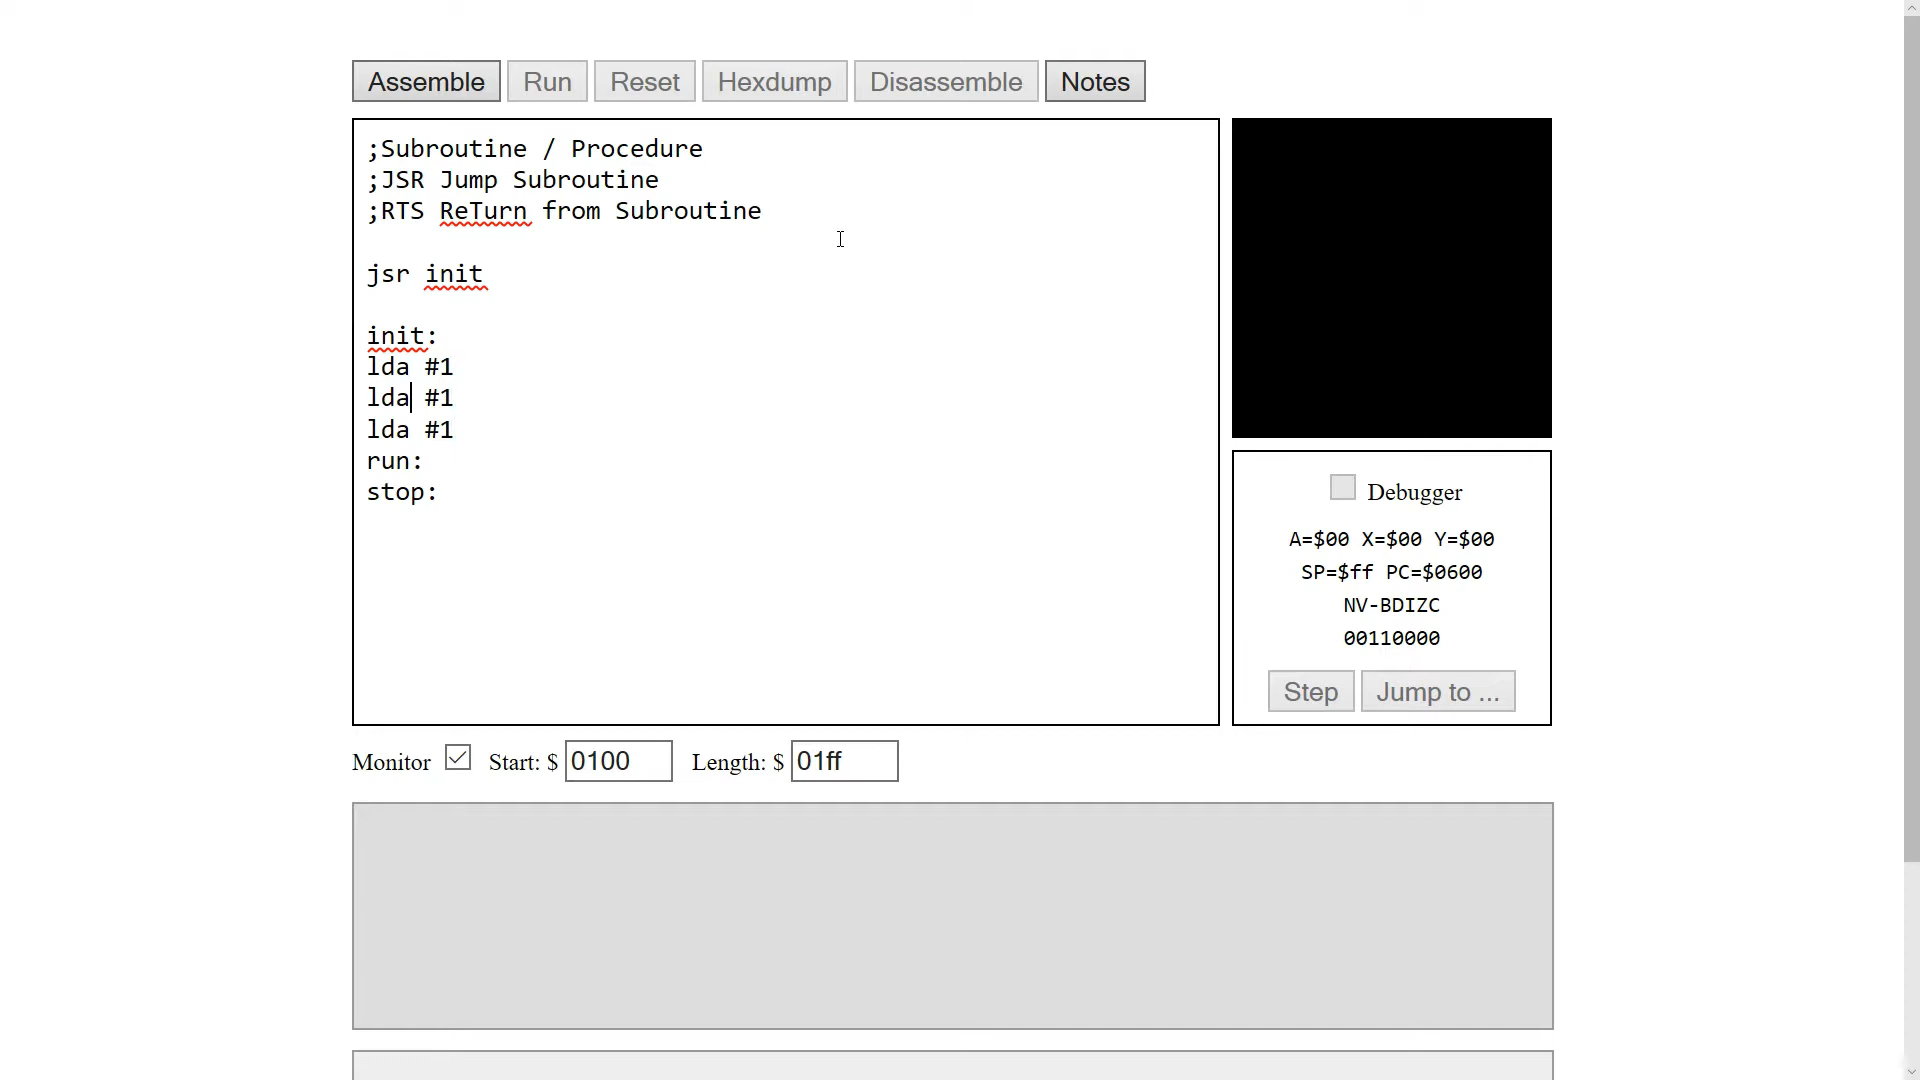 Assemble Run Reset Hexdump Disassemble Notes
;Subroutine / Procedure
;JSR Jump Subroutine
;RTS ReTurn from Subroutine
jsr init
init:
lda #1
lda #1
lda #1
run:
stop:
Debugger
A=$00 X=$00 Y=$00
SP=$ff PC=$0600
NV-BDIZC
00110000
Step Jump to ...
Monitor Start: $ 0100 Length: $ 01ff